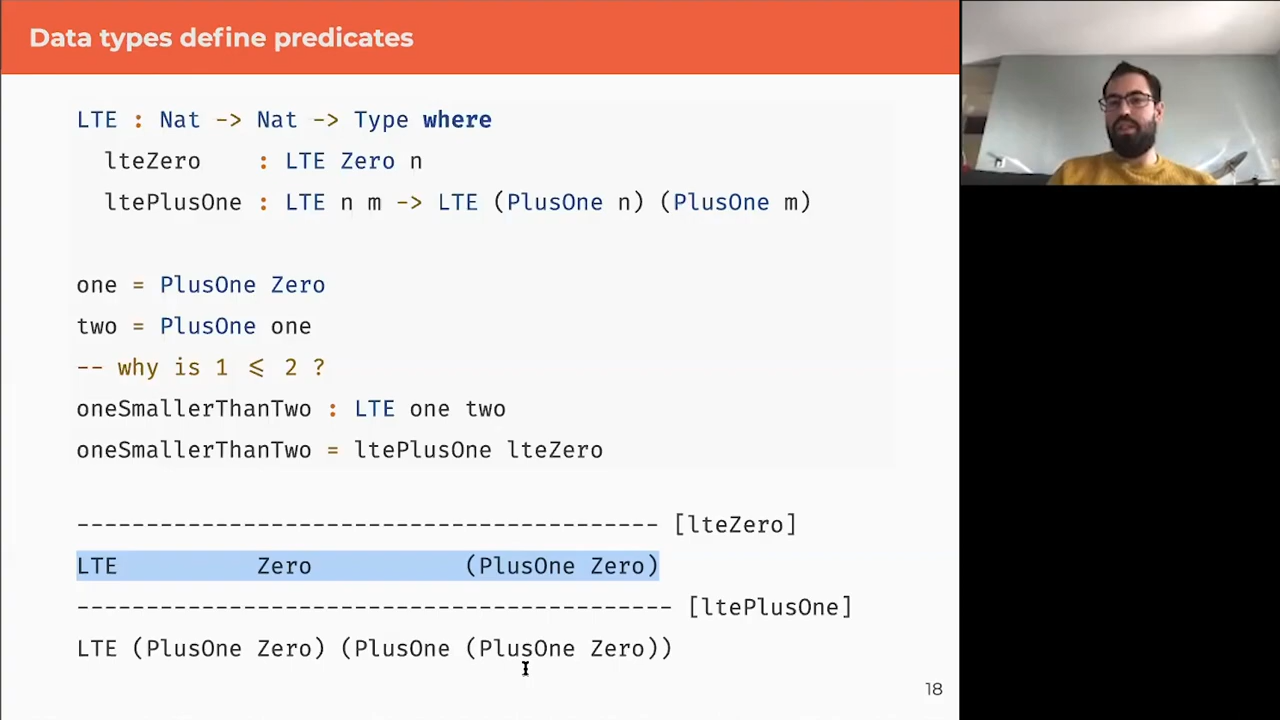 Data types define predicates
LTE : Nat -> Nat -> Type where
lteZero : LTE Zero n
ltePlusOne : LTE n m -> LTE (PlusOne n) (PlusOne m)
one = PlusOne Zero
two = PlusOne one
-- why is 1 ⩽ 2 ?
oneSmallerThanTwo : LTE one two
oneSmallerThanTwo = ltePlusOne lteZero
------------------------------------------ [lteZero]
LTE Zero (PlusOne Zero)
------------------------------------------- [ltePlusOne]
LTE (PlusOne Zero) (PlusOne (PlusOne Zero))
18